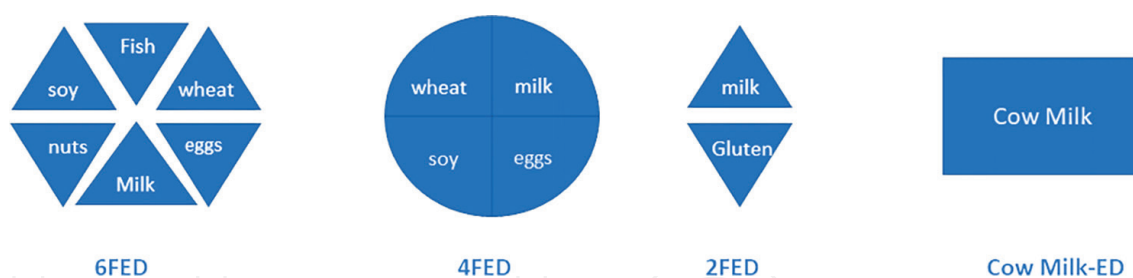 Fish
soy
wheat
nuts
eggs
Milk
6FED
wheat
milk
soy
eggs
4FED
milk
Gluten
2FED
Cow Milk
Cow Milk-ED